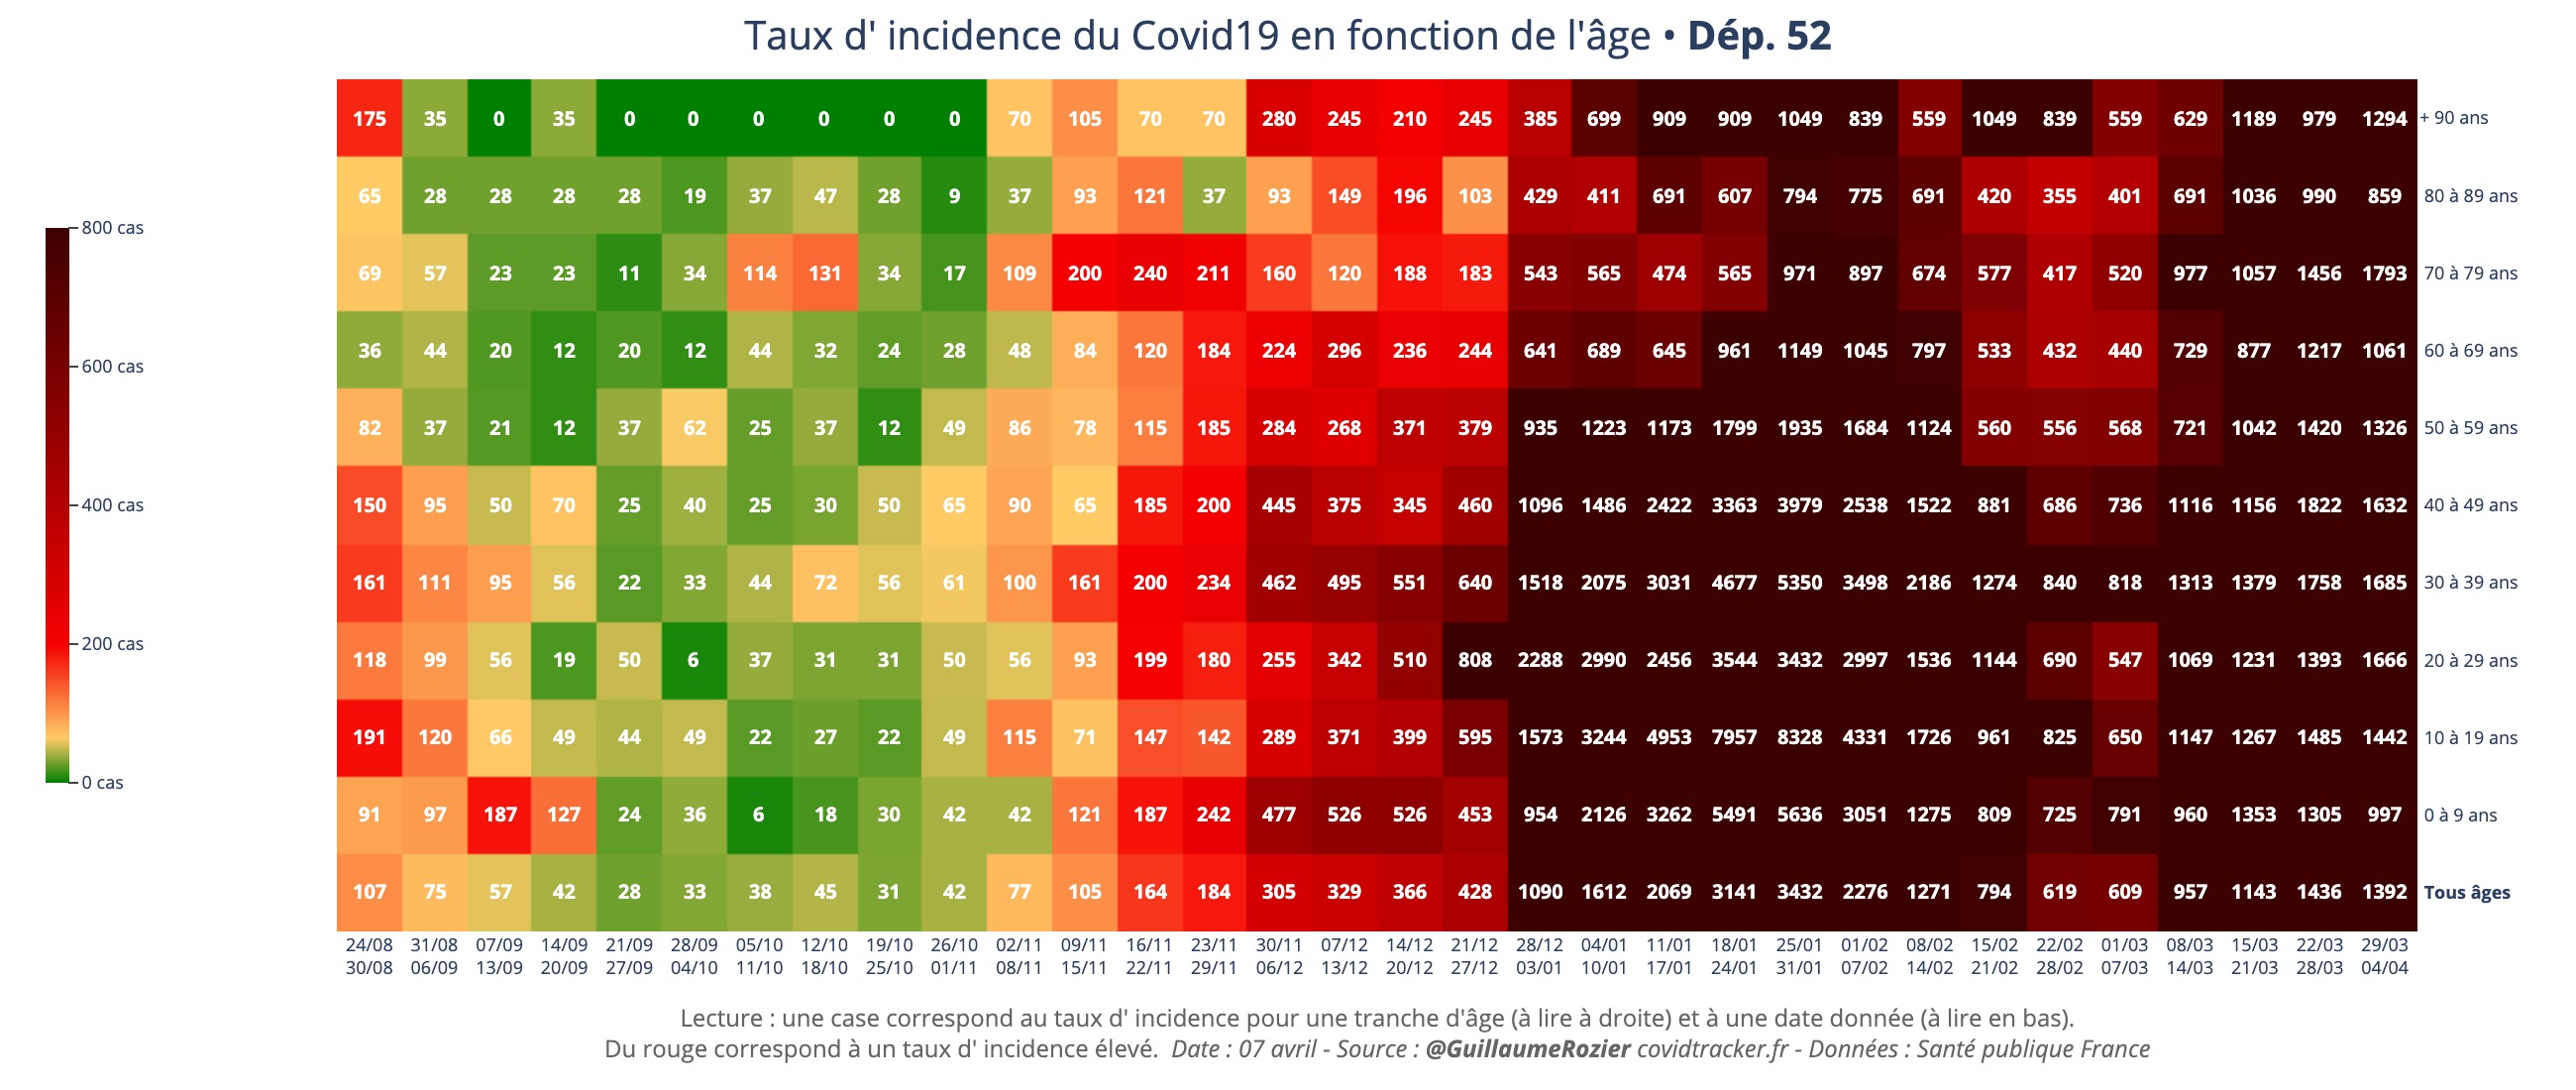 Taux d' incidence du Covid19 en fonction de l'âge • Dép. 52
175 35 0 35 0 0 0 0 0 0 70 105 70 70 280 245 210 245 385 699 909 909 1049 839 559 1049 839 559 629 1189 979 1294 + 90 ans
65 28 28 28 28 19 37 47 28 9 37 93 121 37 93 149 196 103 429 411 691 607 794 775 691 420 355 401 691 1036 990 859 80 à 89 ans
800 cas
69 57 23 23 11 34 114 131 34 17 109 200 240 211 160 120 188 183 543 565 474 565 971 897 674 577 417 520 977 1057 1456 1793 70 à 79 ans
36 44 20 12 20 12 44 32 24 28 48 84 120 184 224 296 236 244 641 689 645 961 1149 1045 797 533 432 440 729 877 1217 1061 60 à 69 ans
600 cas
82 37 21 12 37 62 25 37 12 49 86 78 115 185 284 268 371 379 935 1223 1173 1799 1935 1684 1124 560 556 568 721 1042 1420 1326 50 à 59 ans
400 cas
150 95 50 70 25 40 25 30 50 65 90 65 185 200 445 375 345 460 1096 1486 2422 3363 3979 2538 1522 881 686 736 1116 1156 1822 1632 40 à 49 ans
161 111 95 56 22 33 44 72 56 61 100 161 200 234 462 495 551 640 1518 2075 3031 4677 5350 3498 2186 1274 840 818 1313 1379 1758 1685 30 à 39 ans
200 cas
118 99 56 19 50 6 37 31 31 50 56 93 199 180 255 342 510 808 2288 2990 2456 3544 3432 2997 1536 1144 690 547 1069 1231 1393 1666 20 à 29 ans
191 120 66 49 44 49 22 27 22 49 115 71 147 142 289 371 399 595 1573 3244 4953 7957 8328 4331 1726 961 825 650 1147 1267 1485 1442 10 à 19 ans
0 cas
91 97 187 127 24 36 6 18 30 42 42 121 187 242 477 526 526 453 954 2126 3262 5491 5636 3051 1275 809 725 791 960 1353 1305 997 0 à 9 ans
107 75 57 42 28 33 38 45 31 42 77 105 164 184 305 329 366 428 1090 1612 2069 3141 3432 2276 1271 794 619 609 957 1143 1436 1392 Tous âges
24/08 31/08 07/09 14/09 21/09 28/09 05/10 12/10 19/10 26/10 02/11 09/11 16/11 23/11 30/11 07/12 14/12 21/12 28/12 04/01 11/01 18/01 25/01 01/02 08/02 15/02 22/02 01/03 08/03 15/03 22/03 29/03
30/08 06/09 13/09 20/09 27/09 04/10 11/10 18/10 25/10 01/11 08/11 15/11 22/11 29/11 06/12 13/12 20/12 27/12 03/01 10/01 17/01 24/01 31/01 07/02 14/02 21/02 28/02 07/03 14/03 21/03 28/03 04/04
Lecture : une case correspond au taux d' incidence pour une tranche d'âge (à lire à droite) et à une date donnée (à lire en bas).
Du rouge correspond à un taux d' incidence élevé. Date : 07 avril - Source : @GuillaumeRozier covidtracker.fr - Données : Santé publique France